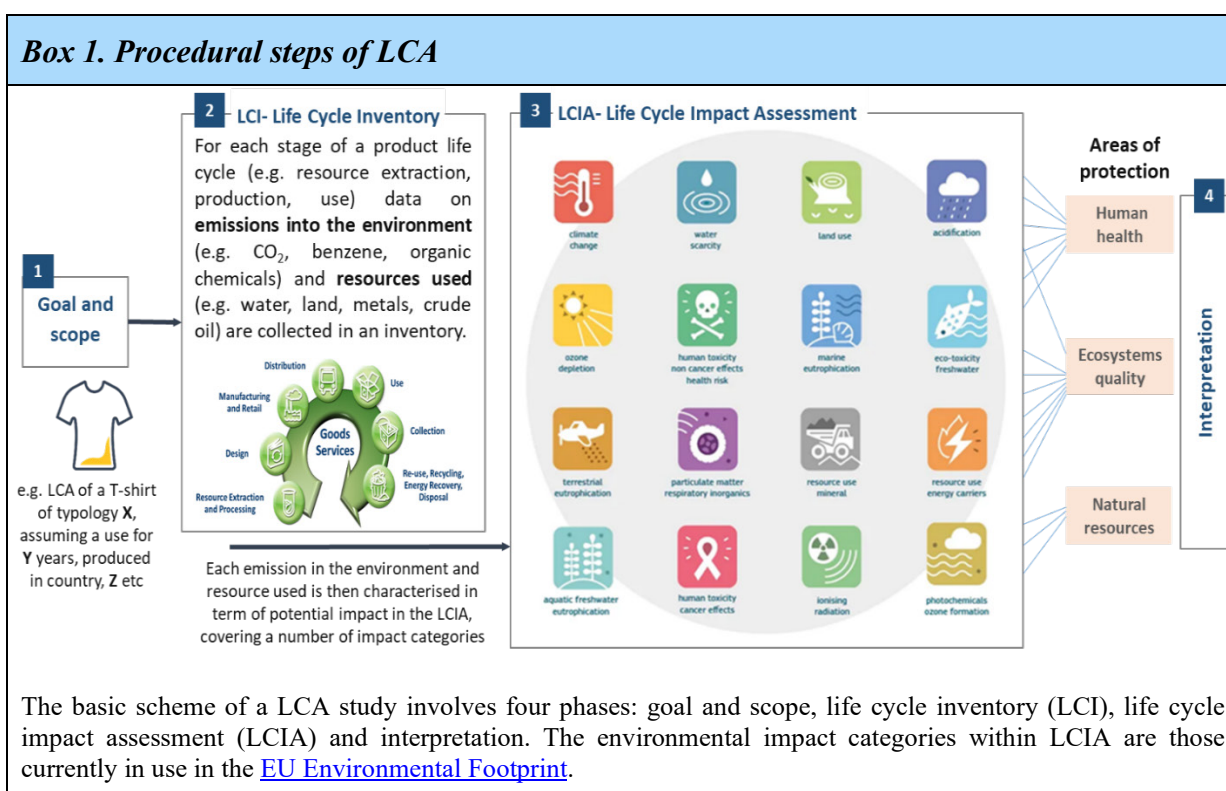 Box 1. Procedural steps of LCA
1
Goal and
scope
e.g. LCA of a T-shirt
of typology X,
assuming a use for
Y years, produced
in country, Z etc
2
LCI- Life Cycle Inventory
For each stage of a product life
cycle (e.g. resource extraction,
production, use) data on
emissions into the environment
(e.g. CO₂, benzene, organic
chemicals) and resources used
(e.g. water, land, metals, crude
oil) are collected in an inventory.
Distribution
Use
Manufacturing
and Retail
Collection
Goods
Services
Design
Re-use, Recycling,
Energy Recovery,
Disposal
Resource Extraction
and Processing
Each emission in the environment and
resource used is then characterised in
term of potential impact in the LCIA,
covering a number of impact categories
3
LCIA- Life Cycle Impact Assessment
climate
change
water
scarcity
land use
acidification
ozone
depletion
human toxicity
non cancer effects
health risk
marine
eutrophication
eco-toxicity
freshwater
terrestrial
eutrophication
particulate matter
respiratory inorganics
resource use
mineral
resource use
energy carriers
aquatic freshwater
eutrophication
human toxicity
cancer effects
ionising
radiation
photochemicals
ozone formation
Areas of
protection
Human
health
Ecosystems
quality
Natural
resources
4
Interpretation
The basic scheme of a LCA study involves four phases: goal and scope, life cycle inventory (LCI), life cycle
impact assessment (LCIA) and interpretation. The environmental impact categories within LCIA are those
currently in use in the EU Environmental Footprint.